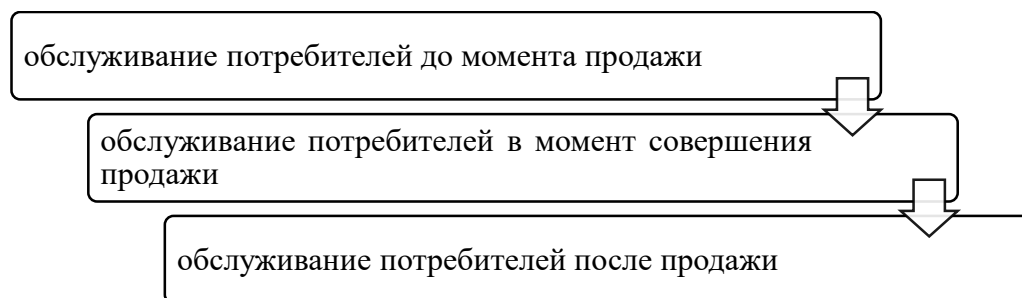 обслуживание потребителей до момента продажи
обслуживание потребителей в момент совершения
продажи
обслуживание потребителей после продажи